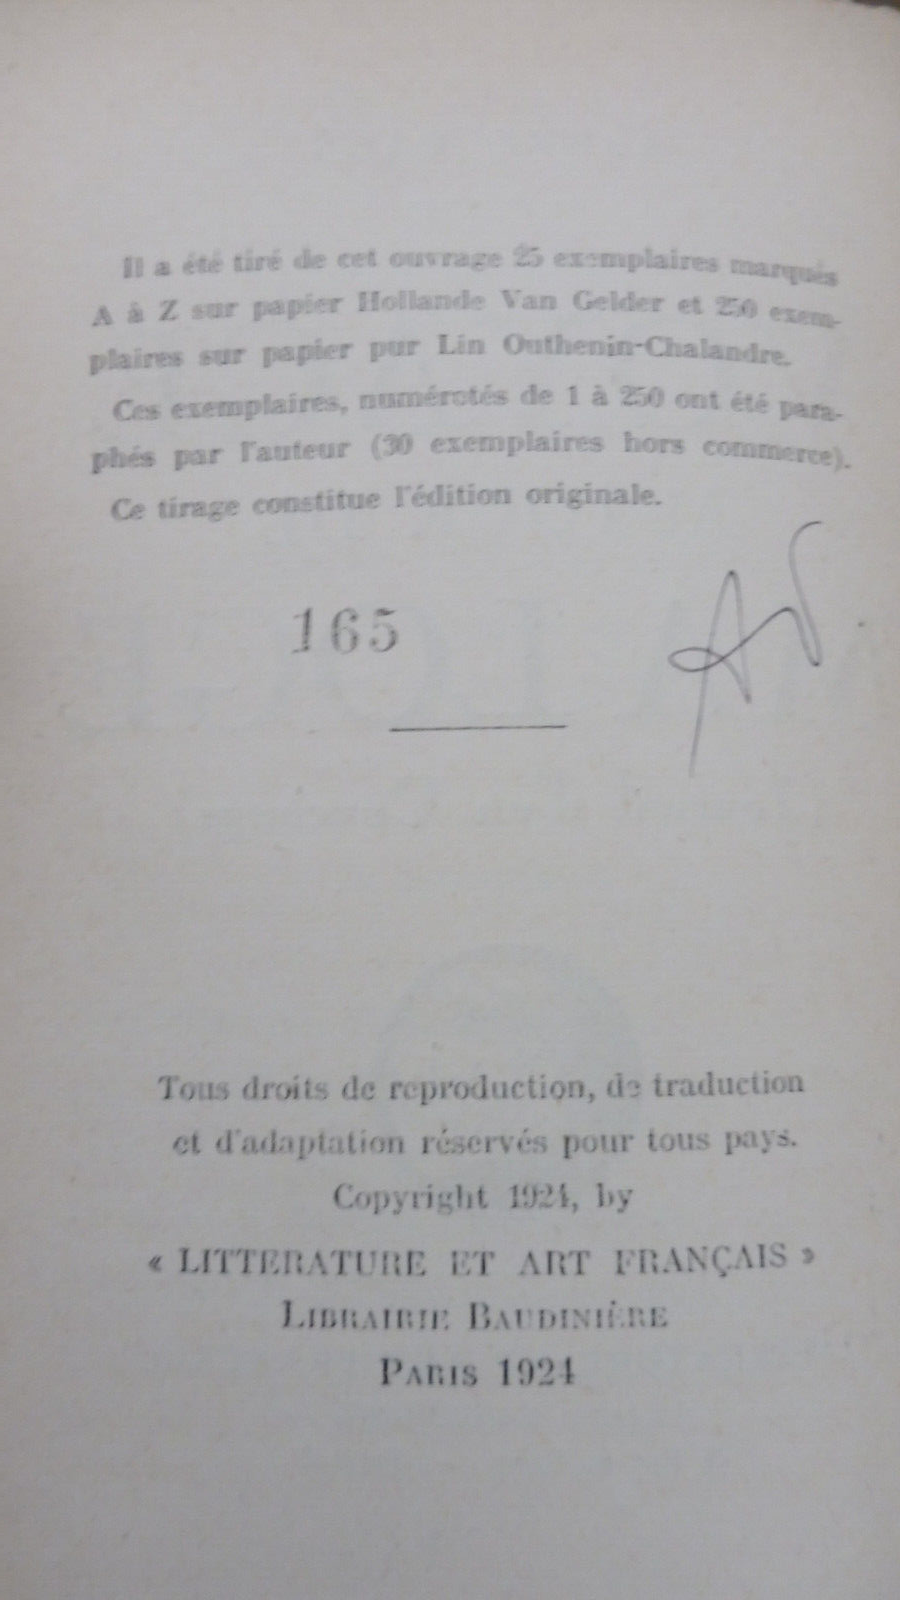 Il a été tiré de cet ouvrage 25 exemplaires marqués
A à Z sur papier Hollande Van Gelder et 250 exem-
plaires sur papier pur Lin Outhenin-Chalandre.
Ces exemplaires, numérotés de 1 à 250 ont été para-
phés par l'auteur (30 exemplaires hors commerce).
Ce tirage constitue l'édition originale.
165
Tous droits de reproduction, de traduction
et d'adaptation réservés pour tous pays.
Copyright 1924, by
« LITTERATURE ET ART FRANÇAIS »
LIBRAIRIE BAUDINIÈRE
PARIS 1924